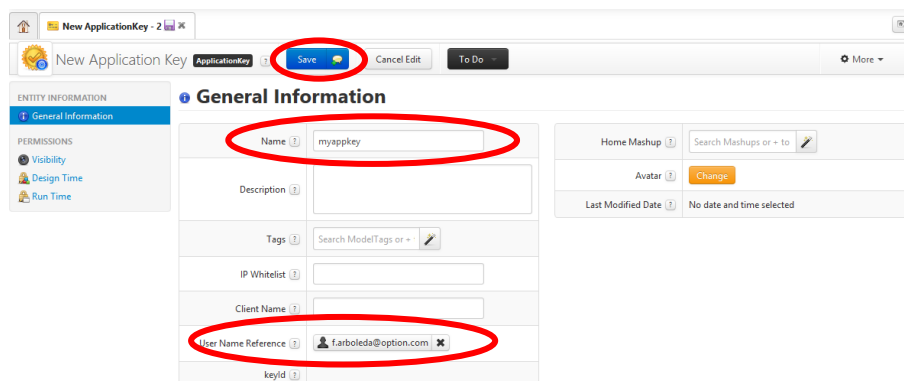 New ApplicationKey - 2
New Application Key ApplicationKey ? Save Cancel Edit To Do More
ENTITY INFORMATION
General Information
PERMISSIONS
Visibility
Design Time
Run Time
General Information
Name ? myappkey
Description ?
Tags ? Search ModelTags or +
IP Whitelist ?
Client Name ?
User Name Reference ? f.arboleda@option.com
keyId ?
Home Mashup ? Search Mashups or + to
Avatar ? Change
Last Modified Date ? No date and time selected